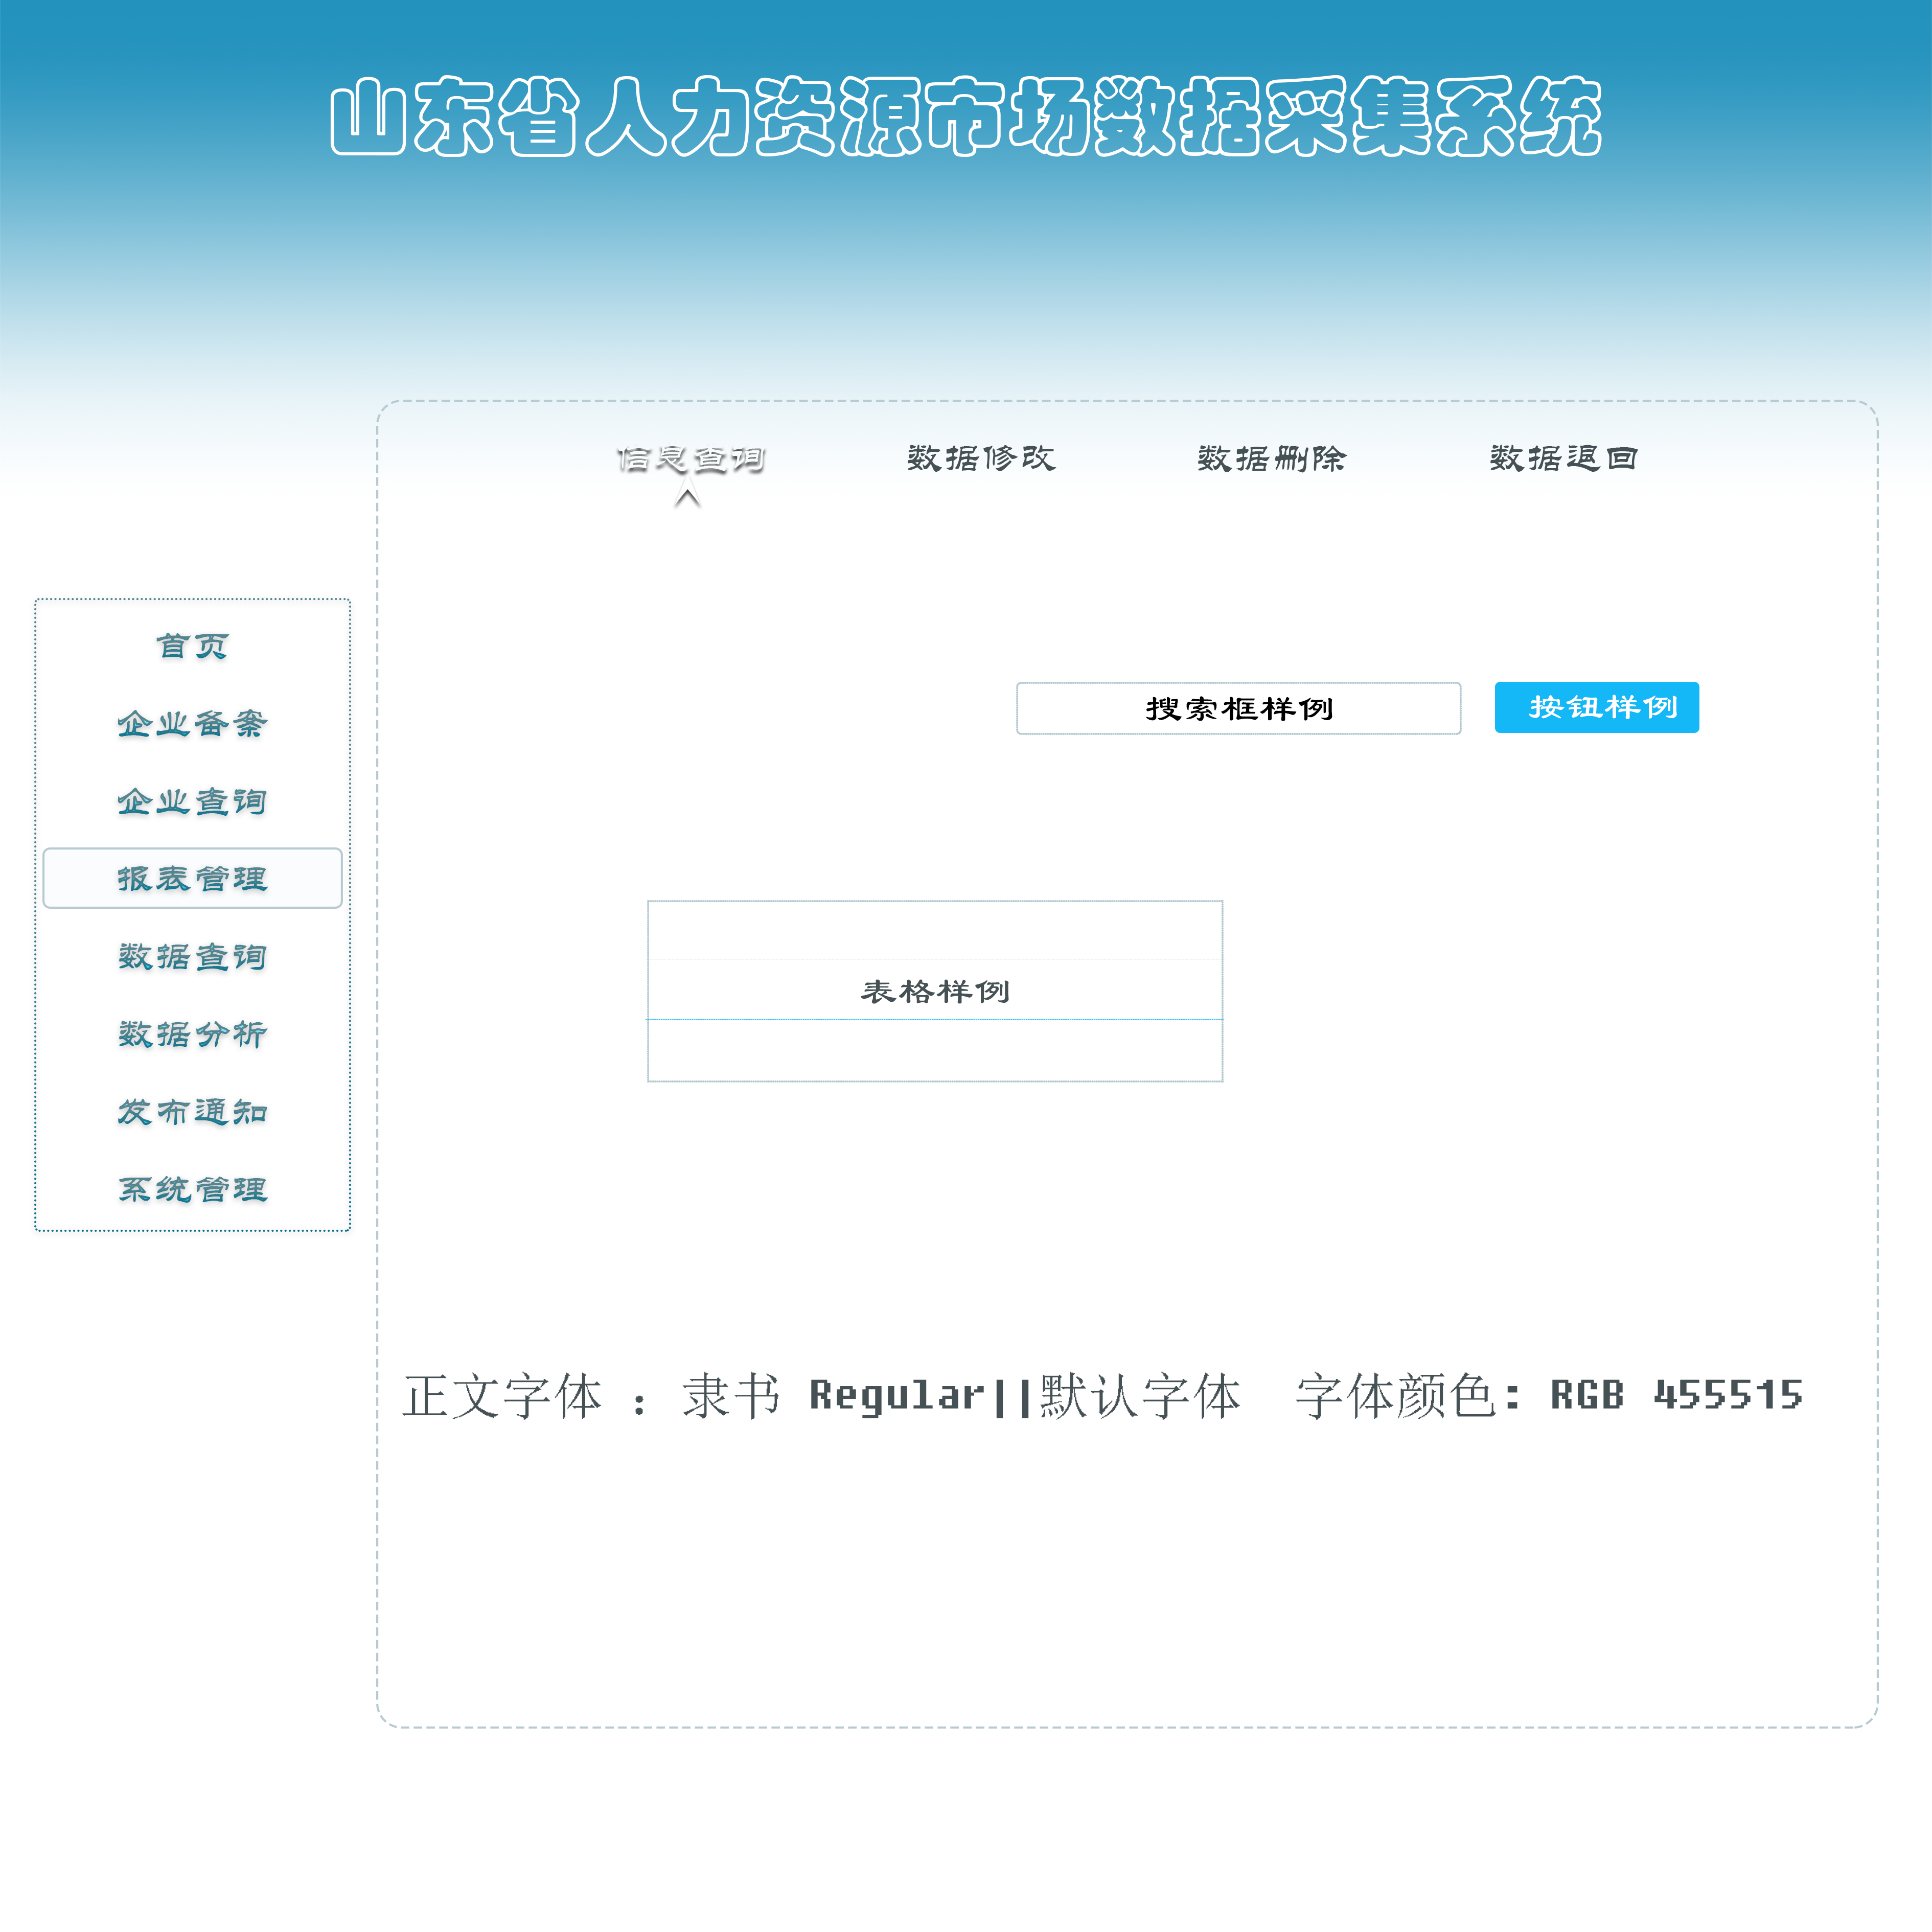 山东省人力资源市场数据采集系统
信息查询 数据修改 数据删除 数据退回
首页
企业备案
企业查询
报表管理
数据查询
数据分析
发布通知
系统管理
搜索框样例 按钮样例
表格样例
正文字体 ：隶书 Regular||默认字体 字体颜色: RGB 455515